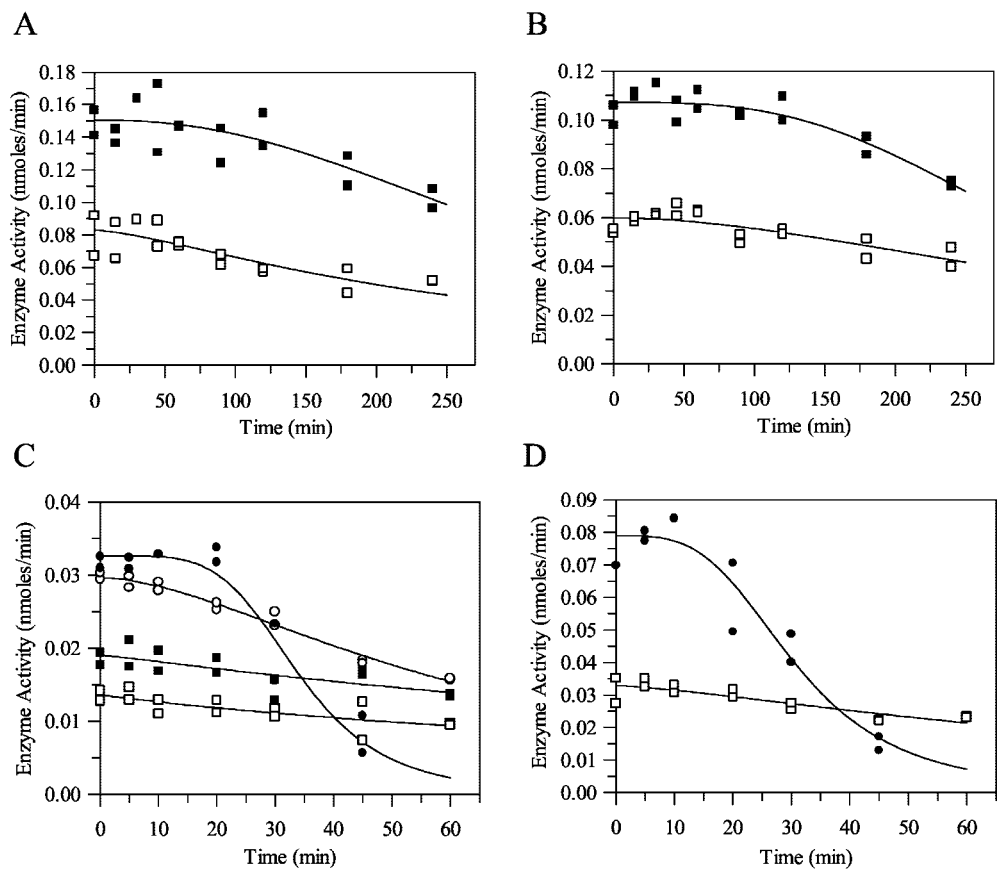 A
Enzyme Activity (nmoles/min)
0.18
0.16
0.14
0.12
0.10
0.08
0.06
0.04
0.02
0.00
0 50 100 150 200 250
Time (min)
B
Enzyme Activity (nmoles/min)
0.12
0.10
0.08
0.06
0.04
0.02
0.00
0 50 100 150 200 250
Time (min)
C
Enzyme Activity (nmoles/min)
0.04
0.03
0.02
0.01
0.00
0 10 20 30 40 50 60
Time (min)
D
Enzyme Activity (nmoles/min)
0.09
0.08
0.07
0.06
0.05
0.04
0.03
0.02
0.01
0.00
0 10 20 30 40 50 60
Time (min)